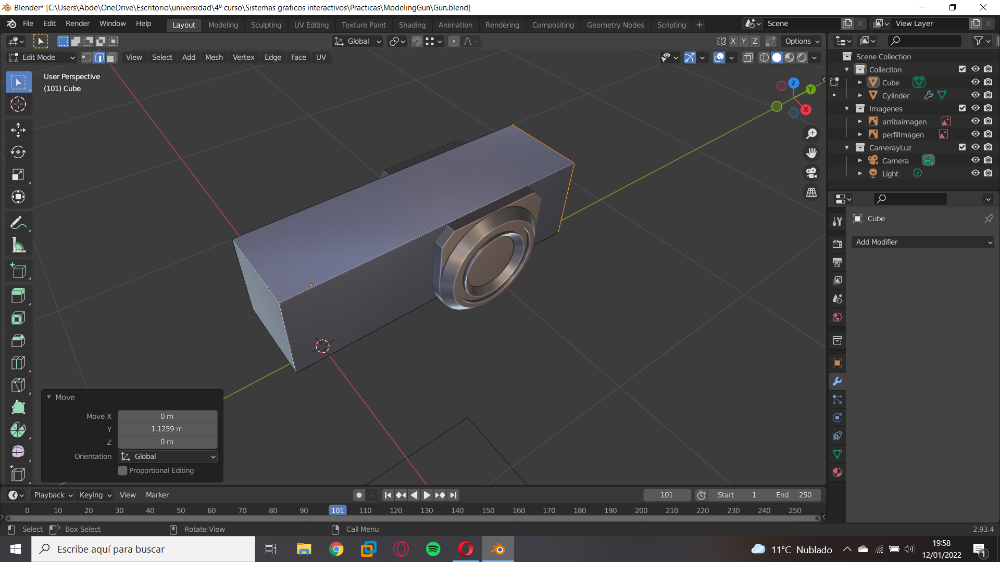 Blender* [C:\Users\Abde\OneDrive\Escritorio\universidad\4º curso\Sistemas graficos interactivos\Practicas\ModelingGun\Gun.blend]
File Edit Render Window Help Layout Modeling Sculpting UV Editing Texture Paint Shading Animation Rendering Compositing Geometry Nodes Scripting + Scene View Layer
Global X Y Z Options
Edit Mode View Select Add Mesh Vertex Edge Face UV
User Perspective
(101) Cube
Z
Y
X
Scene Collection
Collection
Cube
Cylinder
Imagenes
arribaimagen
perfilImagen
CamerayLuz
Camera
Light
Cube
Add Modifier
Move
Move X 0 m
Y 1.1259 m
Z 0 m
Orientation Global
Proportional Editing
Playback Keying View Marker 101 Start 1 End 250
0 10 20 30 40 50 60 70 80 90 101 110 120 130 140 150 160 170 180 190 200 210 220 230 240 250
Select Box Select Rotate View Call Menu 2.93.4
Escribe aquí para buscar 11°C Nublado 19:58
12/01/2022 1